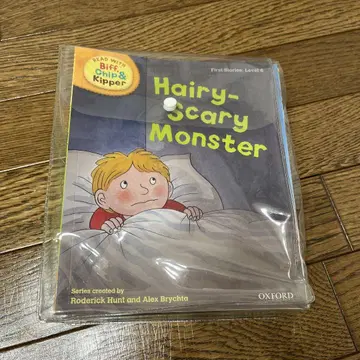 READ WITH
Biff,
Chip &
Kipper
First Stories: Level 6
Hairy-
Scary
Monster
Series created by
Roderick Hunt and Alex Brychta
OXFORD